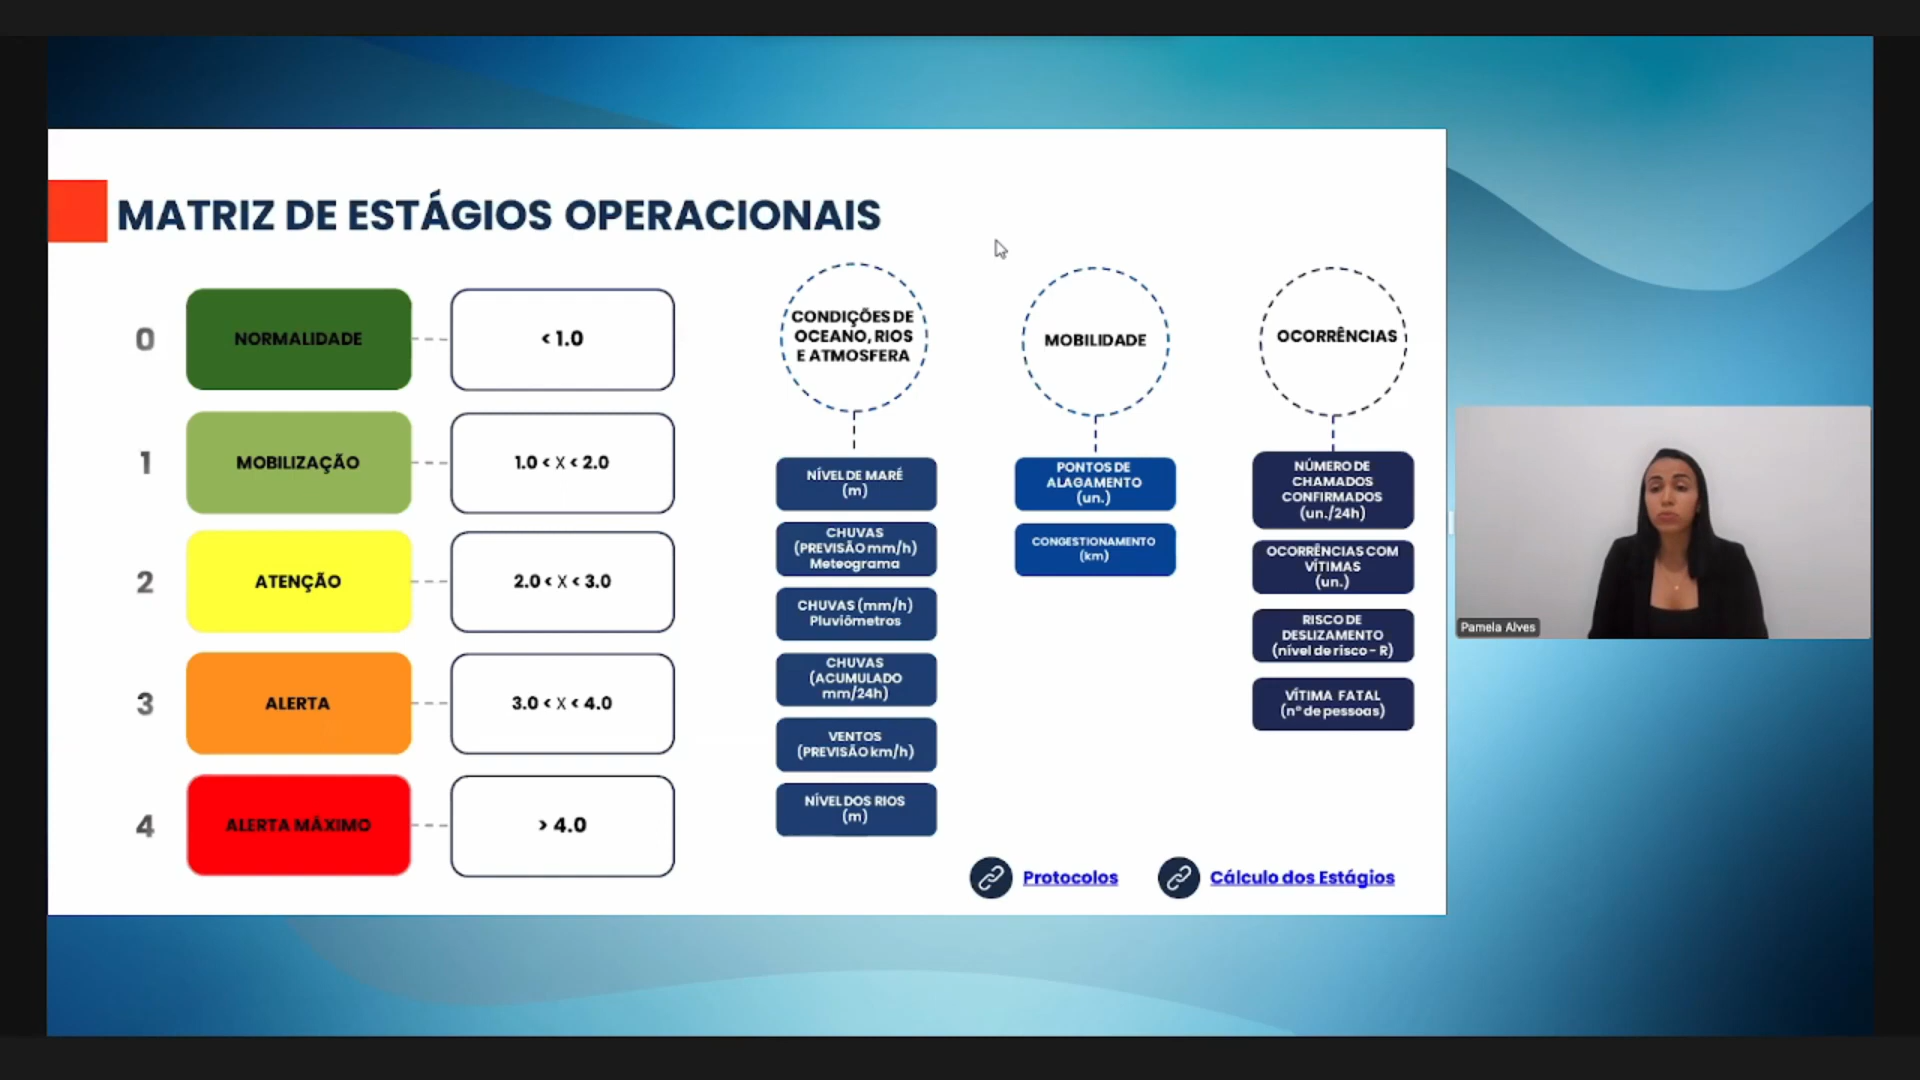 MATRIZ DE ESTÁGIOS OPERACIONAIS
0
NORMALIDADE
< 1.0
1
MOBILIZAÇÃO
1.0 < X < 2.0
2
ATENÇÃO
2.0 < X < 3.0
3
ALERTA
3.0 < X < 4.0
4
ALERTA MÁXIMO
> 4.0
CONDIÇÕES DE
OCEANO, RIOS
E ATMOSFERA
NÍVEL DE MARÉ
(m)
CHUVAS
(PREVISÃO mm/h)
Meteograma
CHUVAS (mm/h)
Pluviômetros
CHUVAS
(ACUMULADO
mm/24h)
VENTOS
(PREVISÃO km/h)
NÍVEL DOS RIOS
(m)
MOBILIDADE
PONTOS DE
ALAGAMENTO
(un.)
CONGESTIONAMENTO
(km)
OCORRÊNCIAS
NÚMERO DE
CHAMADOS
CONFIRMADOS
(un./24h)
OCORRÊNCIAS COM
VÍTIMAS
(un.)
RISCO DE
DESLIZAMENTO
(nível de risco - R)
VÍTIMA FATAL
(nº de pessoas)
Protocolos
Cálculo dos Estágios
Pamela Alves